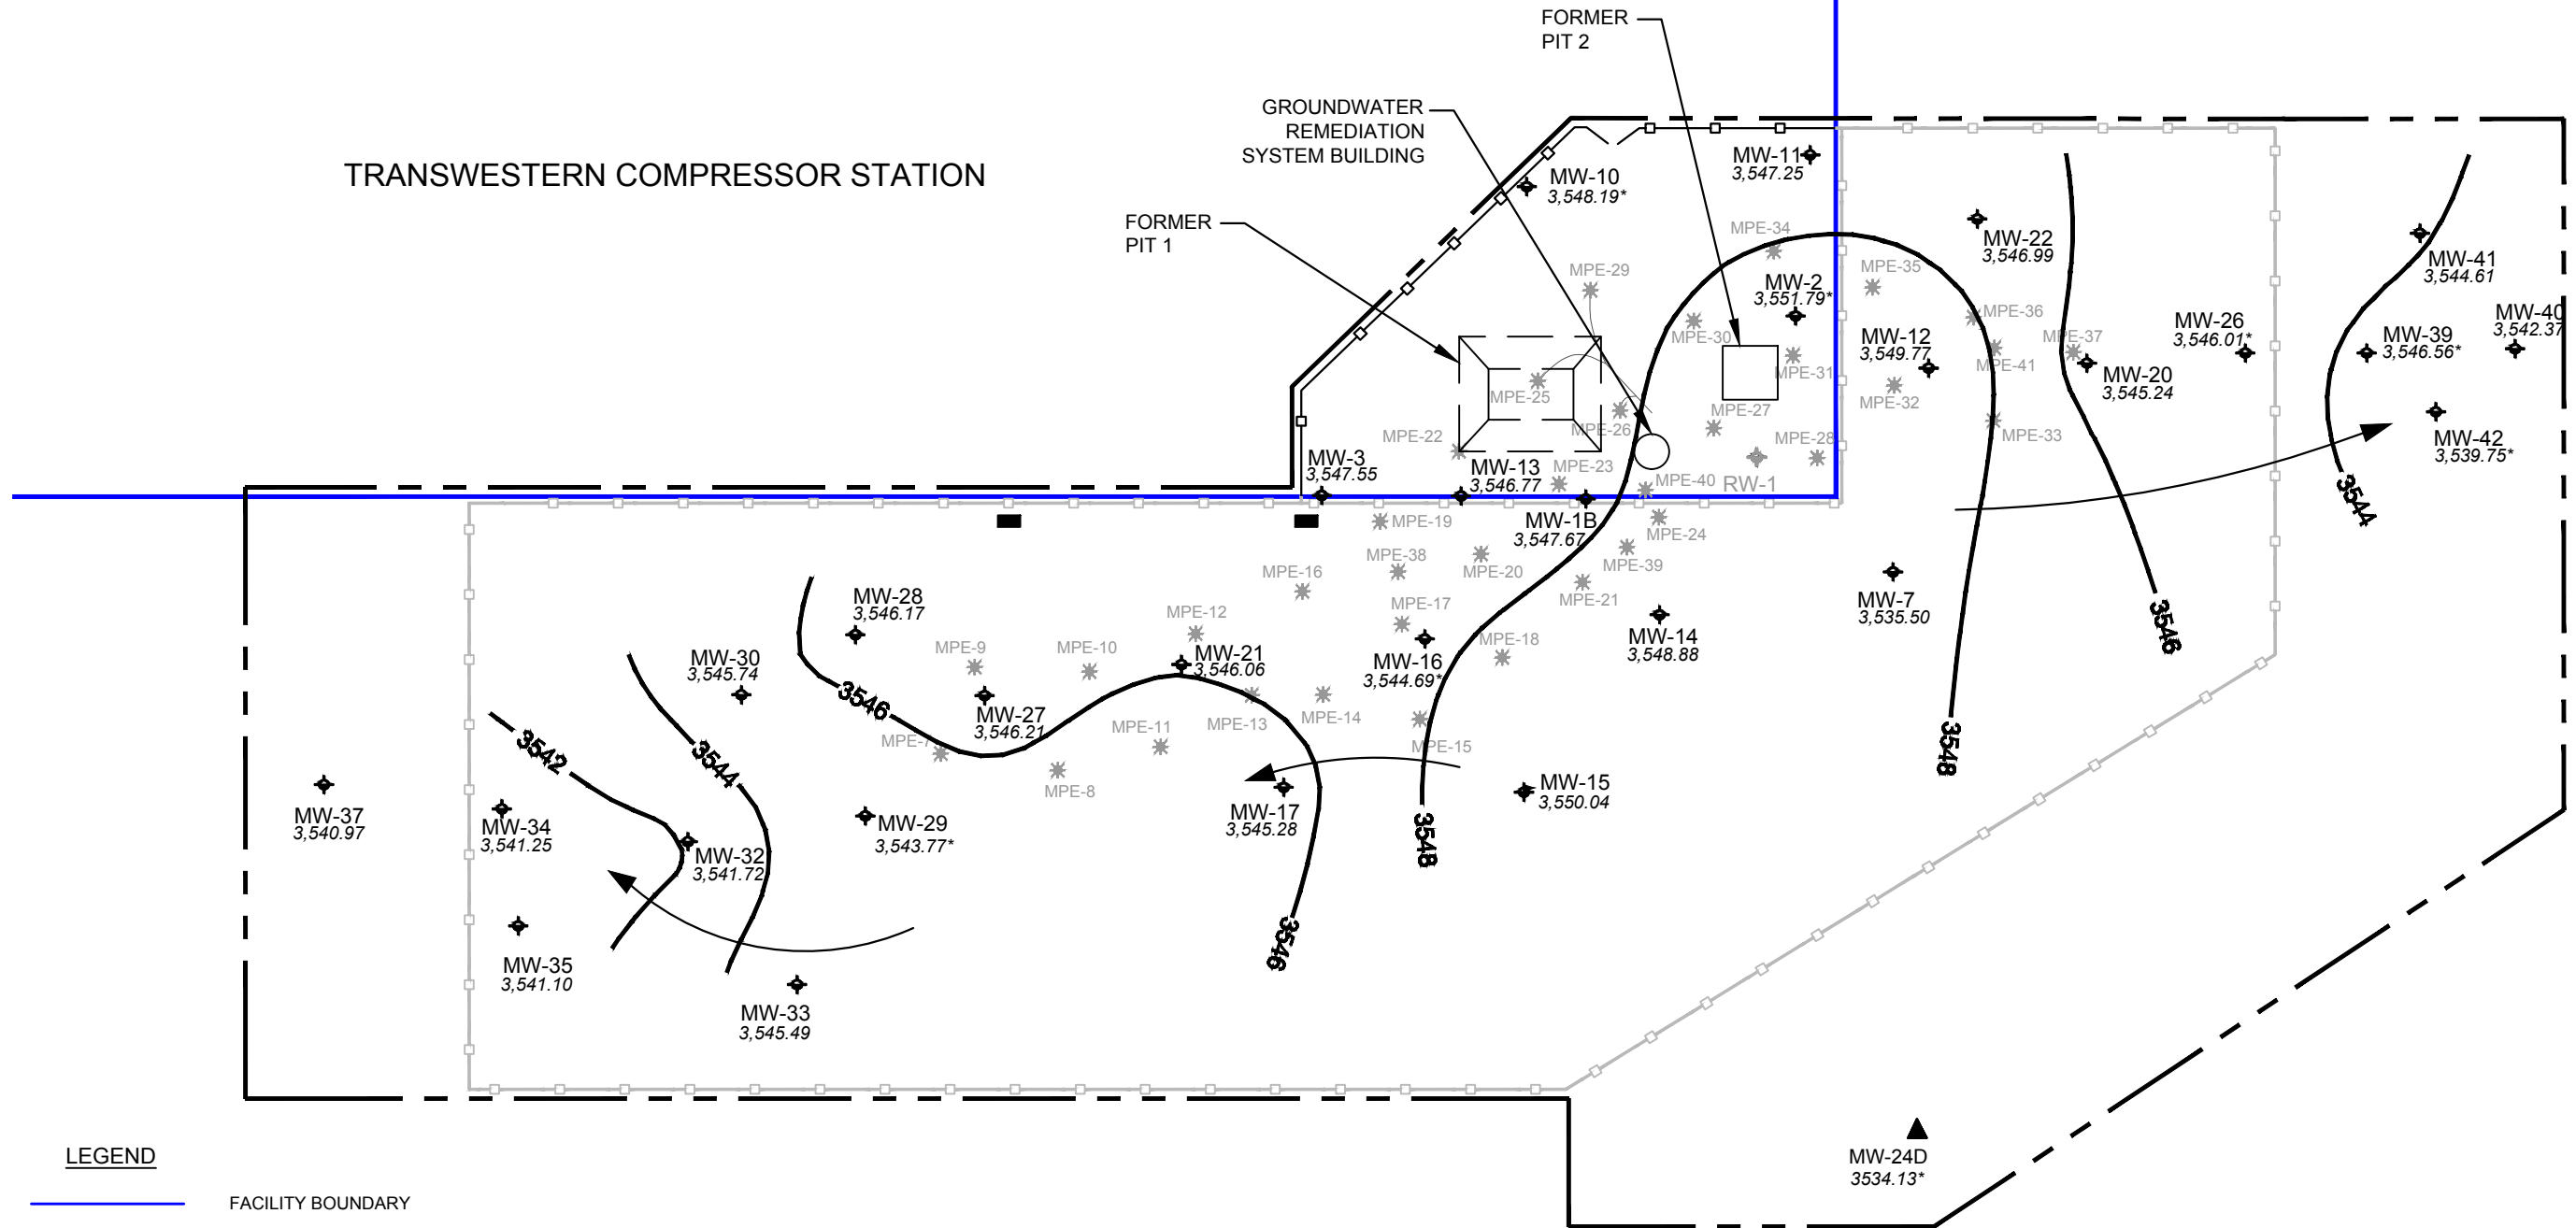 FORMER
PIT 2
GROUNDWATER
REMEDIATION
SYSTEM BUILDING
TRANSWESTERN COMPRESSOR STATION
FORMER
PIT 1
MW-10
3,548.19*
MW-11
3,547.25
MPE-34
MW-22
3,546.99
MW-41
3,544.61
MPE-29
MW-2
3,551.79*
MPE-35
MPE-30
MPE-36
MW-12
3,549.77
MPE-37
MW-26
3,546.01*
MW-39
3,546.56*
MW-40
3,542.37
MPE-41
MPE-31
MW-20
3,545.24
MPE-25
MPE-32
MPE-27
MPE-26
MPE-22
MPE-28
MPE-33
MW-42
3,539.75*
MW-3
3,547.55
MW-13
3,546.77
MPE-23
MPE-40
RW-1
3544
MPE-19
MW-1B
3,547.67
MPE-24
MPE-38
MPE-16
MPE-20
MPE-39
MPE-21
MW-28
3,546.17
MPE-12
MPE-17
MW-7
3,535.50
3546
MPE-9
MPE-10
MW-21
3,546.06
MPE-18
MW-14
3,548.88
MW-30
3,545.74
MW-16
3,544.69*
3546
MW-27
3,546.21
MPE-11
MPE-13
MPE-14
MPE-7
MPE-15
3548
3542
3544
MPE-8
MW-15
3,550.04
MW-37
3,540.97
MW-34
3,541.25
MW-29
3,543.77*
MW-17
3,545.28
3548
MW-32
3,541.72
3546
MW-35
3,541.10
MW-33
3,545.49
MW-24D
3534.13*
LEGEND
FACILITY BOUNDARY